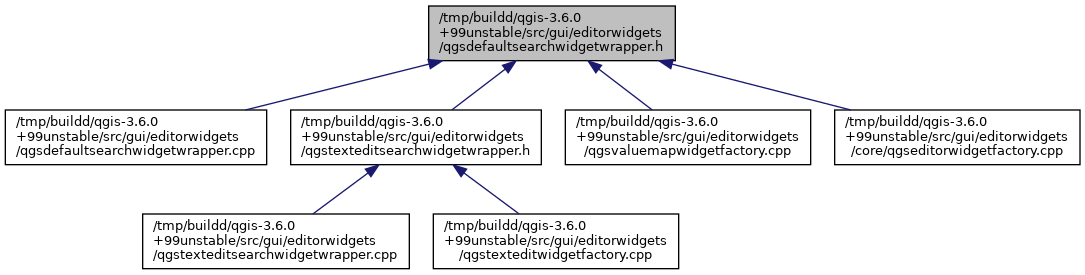 /tmp/buildd/qgis-3.6.0
+99unstable/src/gui/editorwidgets
/qgsdefaultsearchwidgetwrapper.h
/tmp/buildd/qgis-3.6.0
+99unstable/src/gui/editorwidgets
/qgsdefaultsearchwidgetwrapper.cpp
/tmp/buildd/qgis-3.6.0
+99unstable/src/gui/editorwidgets
/qgstexteditsearchwidgetwrapper.h
/tmp/buildd/qgis-3.6.0
+99unstable/src/gui/editorwidgets
/qgsvaluemapwidgetfactory.cpp
/tmp/buildd/qgis-3.6.0
+99unstable/src/gui/editorwidgets
/core/qgseditorwidgetfactory.cpp
/tmp/buildd/qgis-3.6.0
+99unstable/src/gui/editorwidgets
/qgstexteditsearchwidgetwrapper.cpp
/tmp/buildd/qgis-3.6.0
+99unstable/src/gui/editorwidgets
/qgstexteditwidgetfactory.cpp